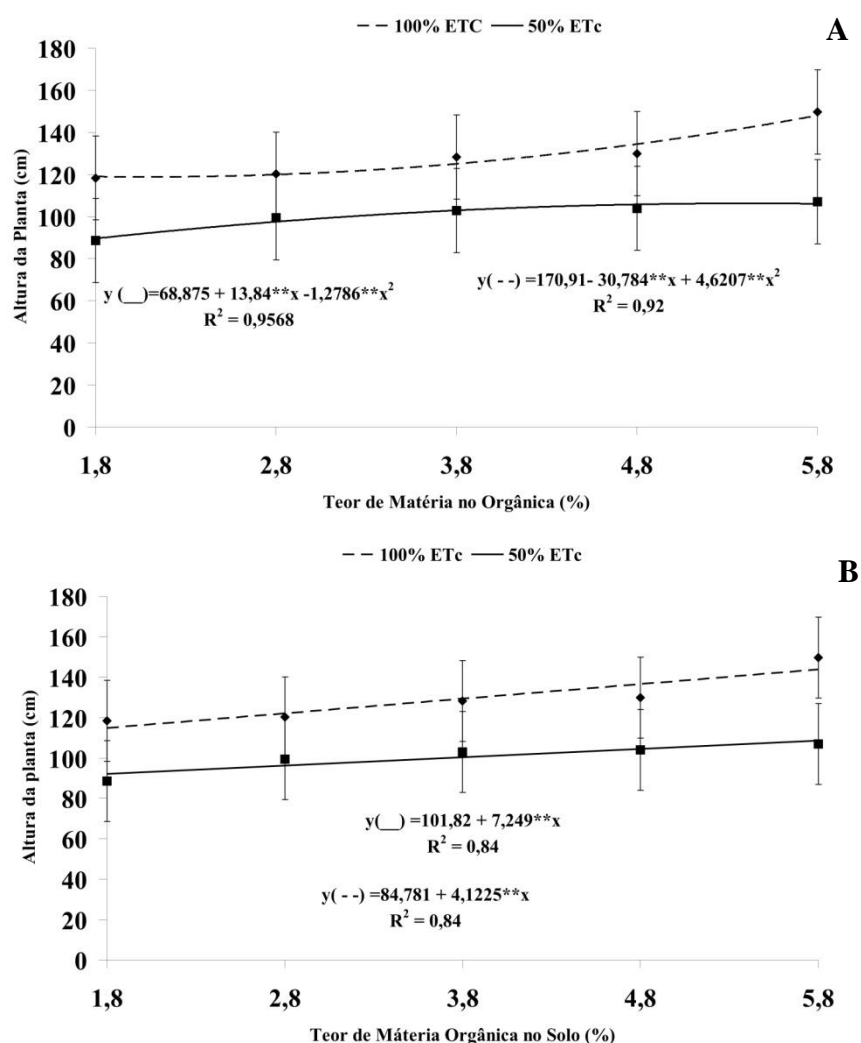 A
100% ETC 50% ETc
Altura da Planta (cm)
180
160
140
120
100
80
60
40
20
0
y (__)=68,875 + 13,84**x -1,2786**x²
R² = 0,9568
y( - -) =170,91- 30,784**x + 4,6207**x²
R² = 0,92
1,8 2,8 3,8 4,8 5,8
Teor de Matéria no Orgânica (%)
B
100% ETc 50% ETc
Altura da planta (cm)
180
160
140
120
100
80
60
40
20
0
y(__) =101,82 + 7,249**x
R² = 0,84
y( - -) =84,781 + 4,1225**x
R² = 0,84
1,8 2,8 3,8 4,8 5,8
Teor de Máteria Orgânica no Solo (%)